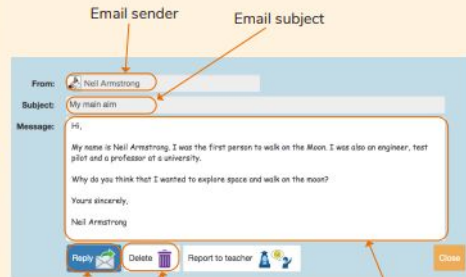 Email sender
Email subject
From:
Neil Armstrong
Subject:
My main aim
Message:
Hi,
My name is Neil Armstrong. I was the first person to walk on the Moon. I was also an engineer, test
pilot and a professor at a university.
Why do you think that I wanted to explore space and walk on the moon?
Yours sincerely,
Neil Armstrong
Reply
Delete
Report to teacher
Close